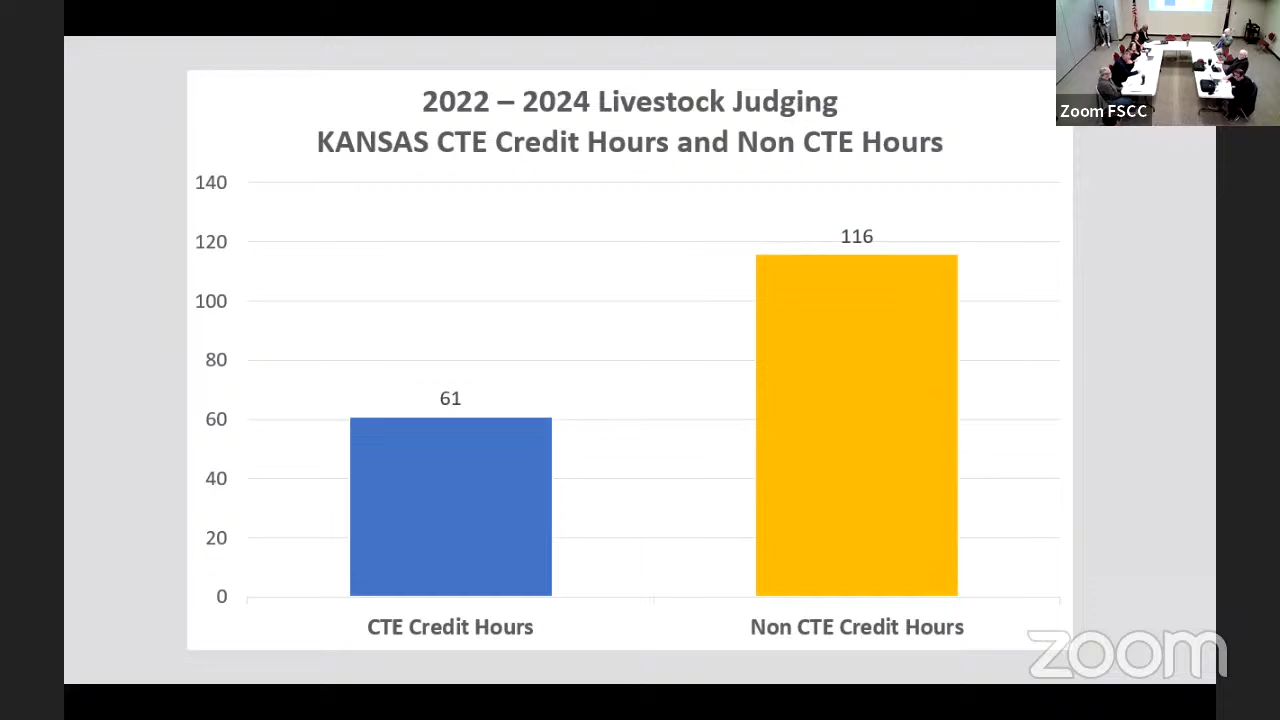 2022 – 2024 Livestock Judging
KANSAS CTE Credit Hours and Non CTE Hours
140
120
100
80
60
40
20
0
61
116
CTE Credit Hours
Non CTE Credit Hours
Zoom FSCC
zoom